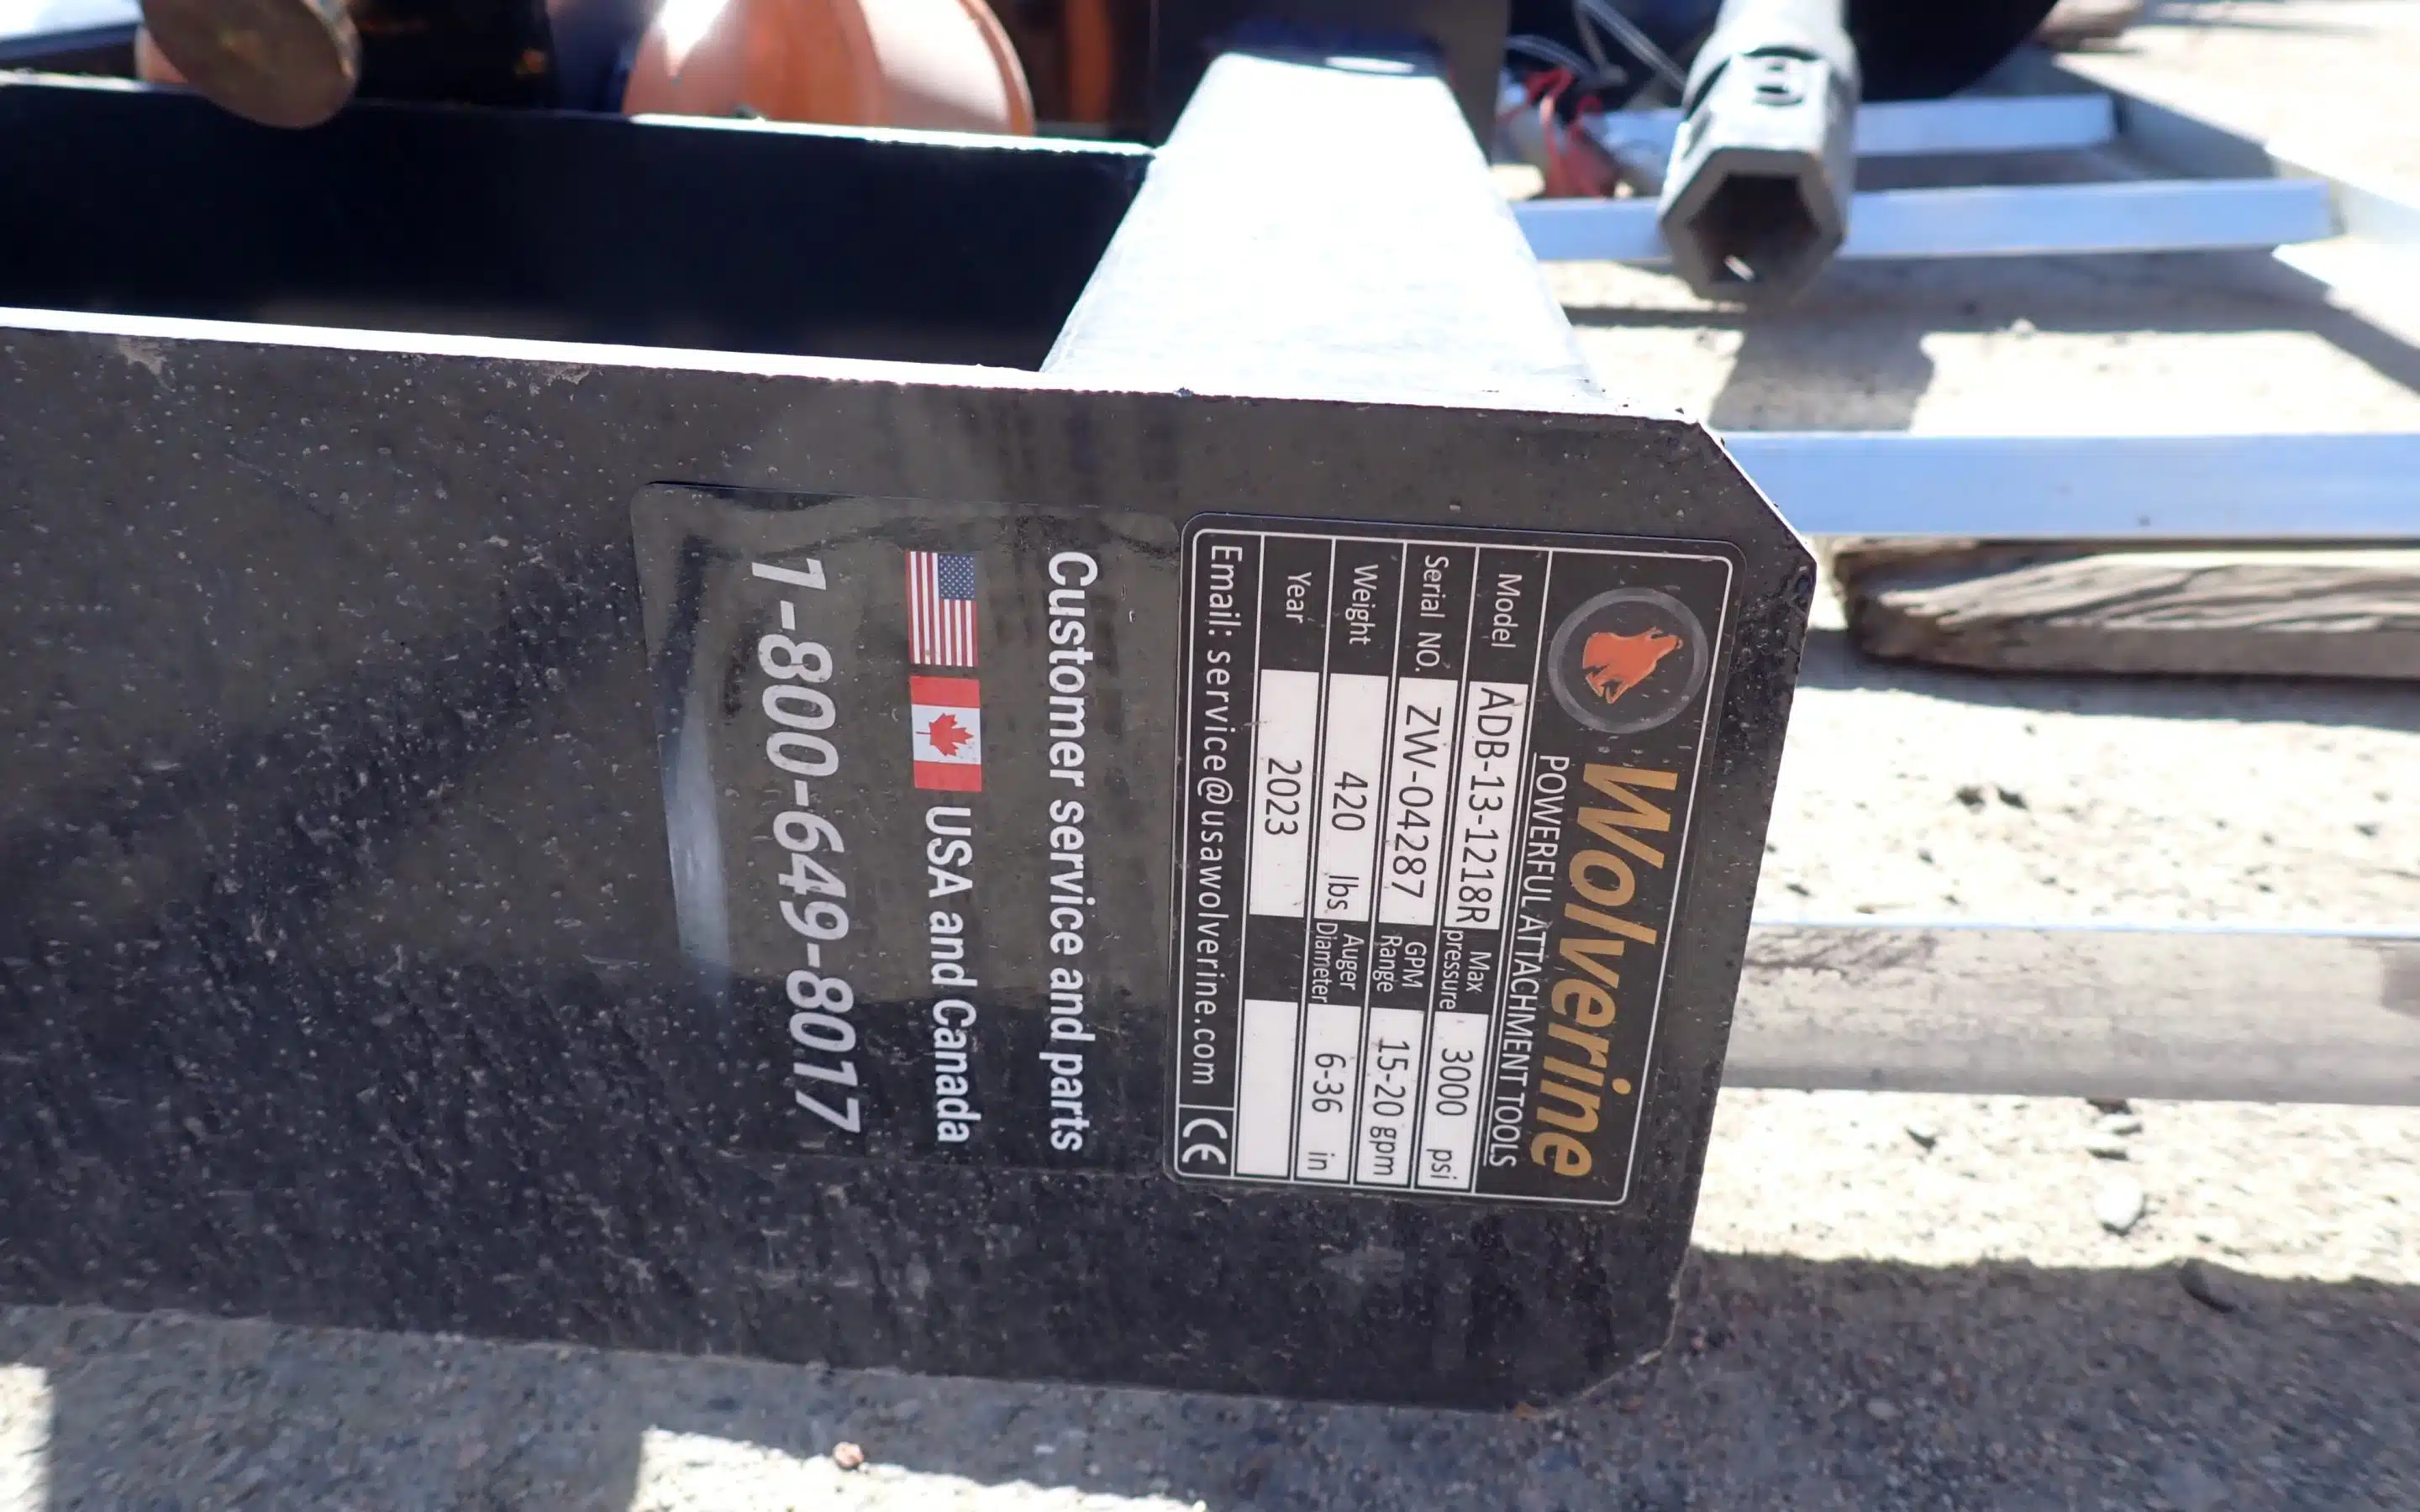 Wolverine
POWERFUL ATTACHMENT TOOLS
Model ADB-13-1218R Max pressure 3000 psi
Serial NO. ZW-04287 GPM Range 15-20 gpm
Weight 420 lbs Auger Diameter 6-36 in
Year 2023
Email: service@usawolverine.com CE
Customer service and parts
USA and Canada
1-800-649-8017